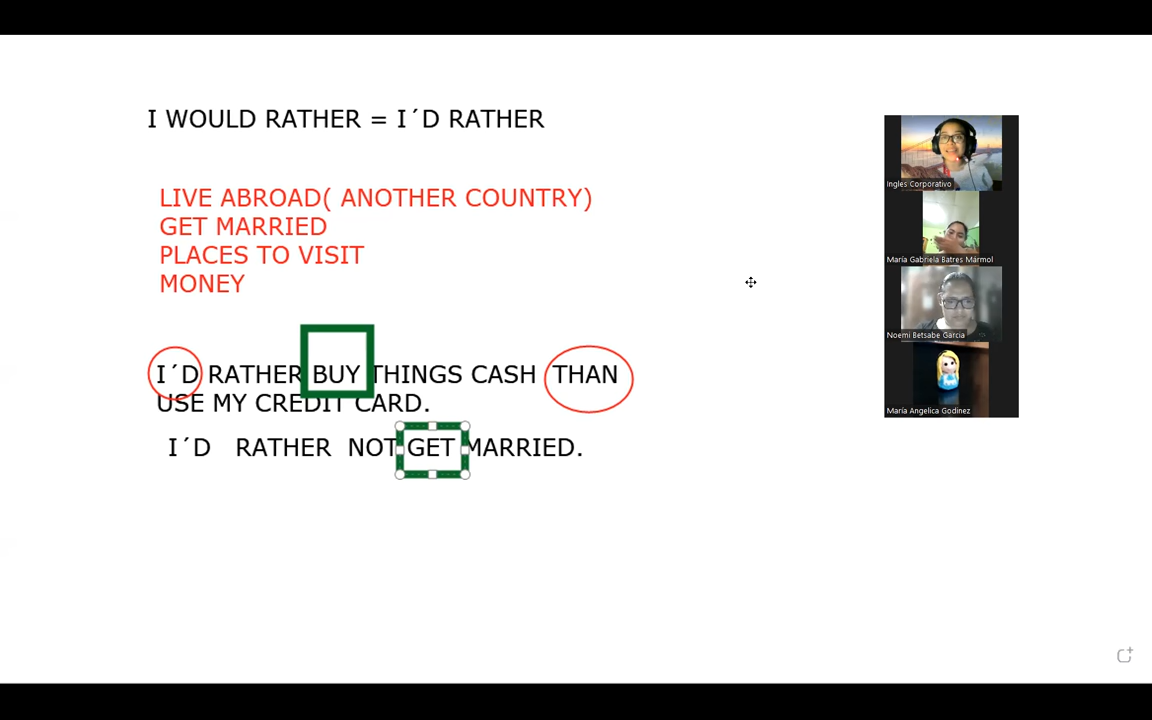 I WOULD RATHER = I´D RATHER
LIVE ABROAD( ANOTHER COUNTRY)
GET MARRIED
PLACES TO VISIT
MONEY
I´D RATHER BUY THINGS CASH THAN
USE MY CREDIT CARD.
I´D RATHER NOT GET MARRIED.
Ingles Corporativo
María Gabriela Batres Mármol
Noemi Betsabe Garcia
María Angelica Godinez